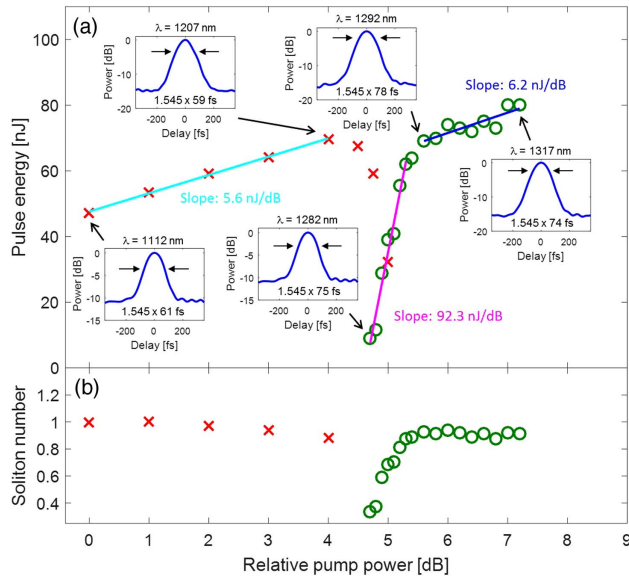 (a)
λ = 1207 nm
Power [dB]
0
-10
-20
1.545 x 59 fs
-200 0 200
Delay [fs]
λ = 1292 nm
Power [dB]
0
-10
-20
1.545 x 78 fs
-200 0 200
Delay [fs]
Slope: 6.2 nJ/dB
λ = 1317 nm
Power [dB]
0
-5
-10
-15
-20
1.545 x 74 fs
-200 0 200
Delay [fs]
Slope: 5.6 nJ/dB
λ = 1112 nm
Power [dB]
0
-5
-10
-15
1.545 x 61 fs
-200 0 200
Delay [fs]
λ = 1282 nm
Power [dB]
0
-5
-10
-15
1.545 x 75 fs
-200 0 200
Delay [fs]
Slope: 92.3 nJ/dB
Pulse energy [nJ]
100
80
60
40
20
0
(b)
Soliton number
1.2
1
0.8
0.6
0.4
0 1 2 3 4 5 6 7 8 9
Relative pump power [dB]